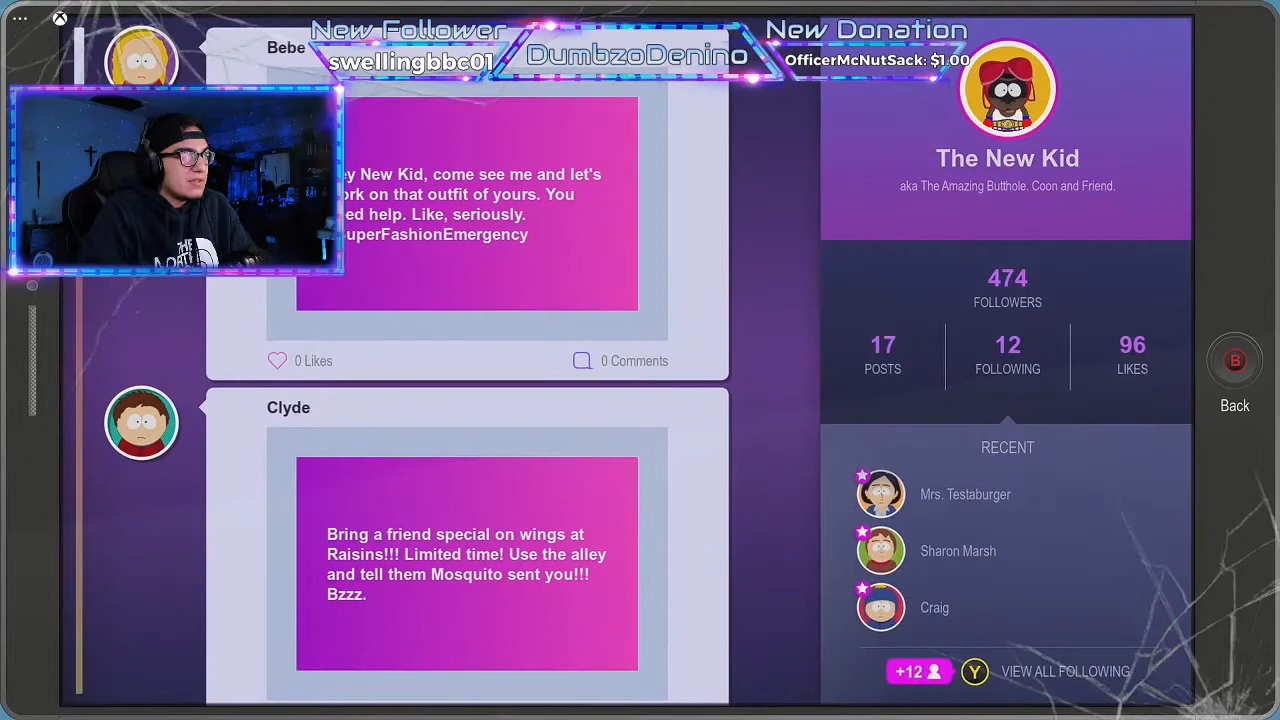 New Follower
swellingbbc01
DumbzoDenino
New Donation
OfficerMcNutSack: $1.00
Bebe
ey New Kid, come see me and let's
ork on that outfit of yours. You
ed help. Like, seriously.
uperFashionEmergency
0 Likes
0 Comments
Clyde
Bring a friend special on wings at
Raisins!!! Limited time! Use the alley
and tell them Mosquito sent you!!!
Bzzz.
The New Kid
aka The Amazing Butthole. Coon and Friend.
474
FOLLOWERS
17
POSTS
12
FOLLOWING
96
LIKES
RECENT
Mrs. Testaburger
Sharon Marsh
Craig
+12
Y
VIEW ALL FOLLOWING
B
Back
THE
NORTH